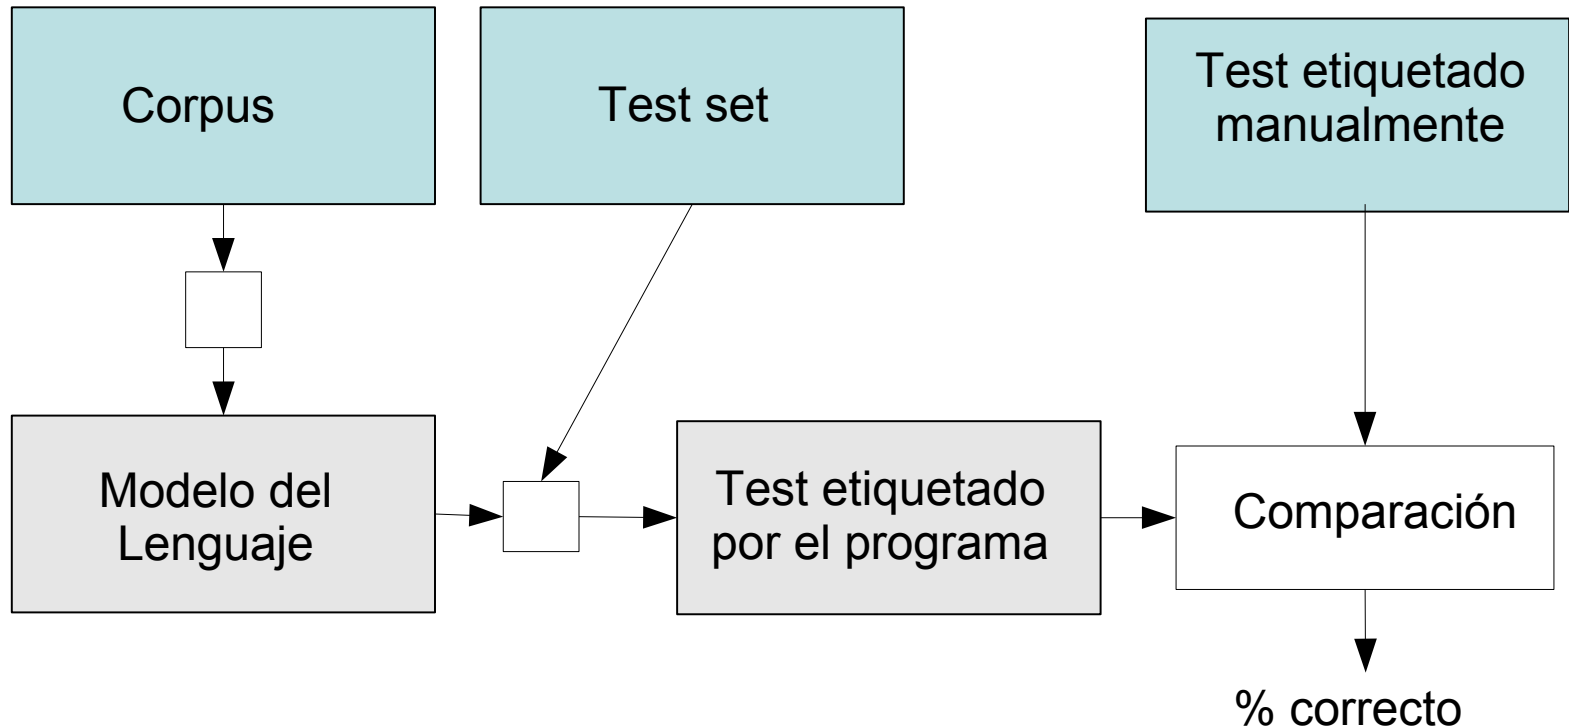 Corpus
Test set
Test etiquetado
manualmente
Modelo del
Lenguaje
Test etiquetado
por el programa
Comparación
% correcto